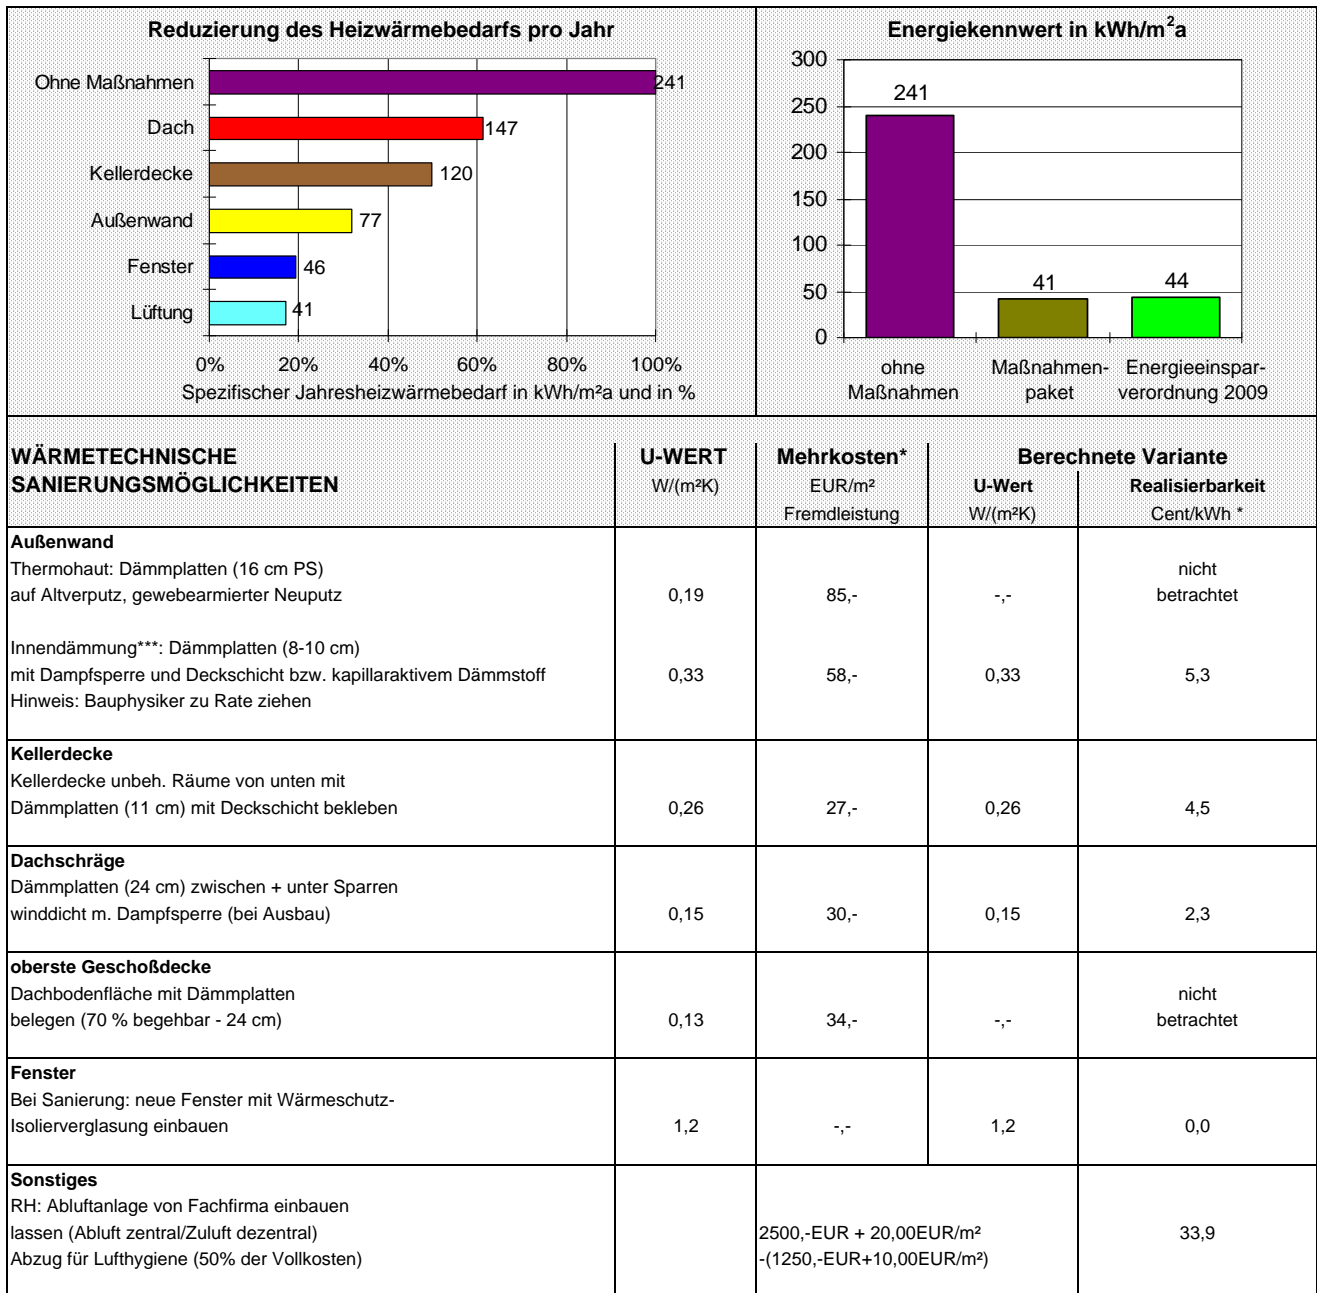 Reduzierung des Heizwärmebedarfs pro Jahr
Ohne Maßnahmen 241
Dach 147
Kellerdecke 120
Außenwand 77
Fenster 46
Lüftung 41
0% 20% 40% 60% 80% 100%
Spezifischer Jahresheizwärmebedarf in kWh/m²a und in %
Energiekennwert in kWh/m²a
300
250
200
150
100
50
0
241
41
44
ohne Maßnahmen
Maßnahmen-
paket
Energieeinspar-
verordnung 2009
WÄRMETECHNISCHE U-WERT Mehrkosten* Berechnete Variante
SANIERUNGSMÖGLICHKEITEN W/(m²K) EUR/m² U-Wert Realisierbarkeit
Fremdleistung W/(m²K) Cent/kWh *
Außenwand
Thermohaut: Dämmplatten (16 cm PS) nicht
auf Altverputz, gewebearmierter Neuputz 0,19 85,- -,- betrachtet
Innendämmung***: Dämmplatten (8-10 cm)
mit Dampfsperre und Deckschicht bzw. kapillaraktivem Dämmstoff 0,33 58,- 0,33 5,3
Hinweis: Bauphysiker zu Rate ziehen
Kellerdecke
Kellerdecke unbeh. Räume von unten mit
Dämmplatten (11 cm) mit Deckschicht bekleben 0,26 27,- 0,26 4,5
Dachschräge
Dämmplatten (24 cm) zwischen + unter Sparren
winddicht m. Dampfsperre (bei Ausbau) 0,15 30,- 0,15 2,3
oberste Geschoßdecke
Dachbodenfläche mit Dämmplatten nicht
belegen (70 % begehbar - 24 cm) 0,13 34,- -,- betrachtet
Fenster
Bei Sanierung: neue Fenster mit Wärmeschutz-
Isolierverglasung einbauen 1,2 -,- 1,2 0,0
Sonstiges
RH: Abluftanlage von Fachfirma einbauen
lassen (Abluft zentral/Zuluft dezentral) 2500,-EUR + 20,00EUR/m² 33,9
Abzug für Lufthygiene (50% der Vollkosten) -(1250,-EUR+10,00EUR/m²)